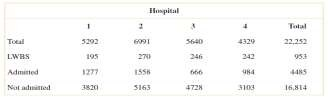 Hospital
1 2 3 4 Total
Total 5292 6991 5640 4329 22,252
LWBS 195 270 246 242 953
Admitted 1277 1558 666 984 4485
Not admitted 3820 5163 4728 3103 16,814